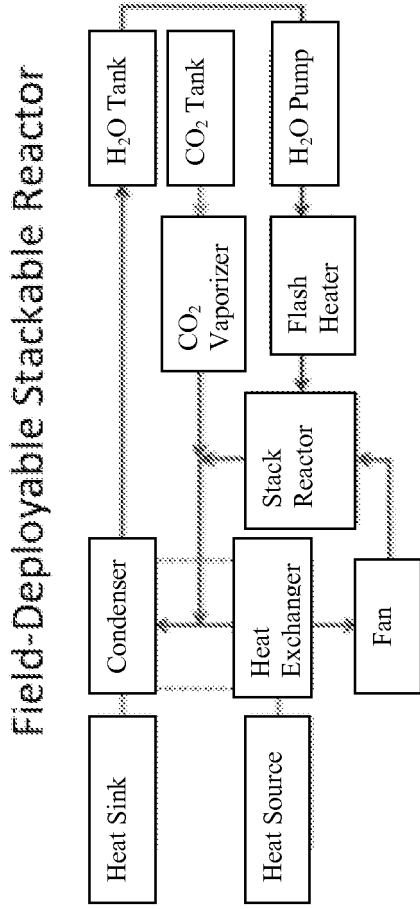 Field-Deployable Stackable Reactor
Heat Sink
Condenser
H₂O Tank
CO₂ Tank
CO₂
Vaporizer
Heat Source
Heat
Exchanger
Stack
Reactor
Flash
Heater
H₂O Pump
Fan